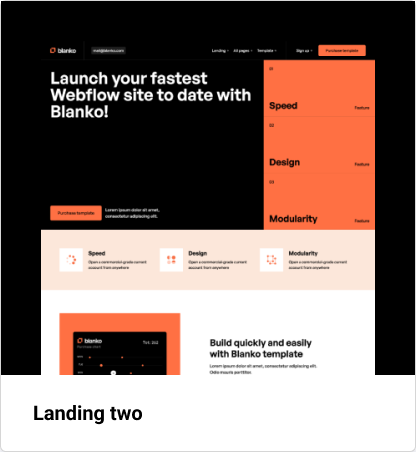 blanko
mail@blanko.com
Landing
All pages
Template
Sign up
Purchase template
Launch your fastest
Webflow site to date with
Blanko!
01
Speed
Feature
02
Design
Feature
03
Modularity
Feature
Purchase template
Lorem ipsum dolor sit amet,
consectetur adipiscing elit.
Speed
Open a commercial-grade current
account from anywhere
Design
Open a commercial-grade current
account from anywhere
Modularity
Open a commercial-grade current
account from anywhere
blanko
Build quickly and easily
with Blanko template
Lorem ipsum dolor sit amet, consectetur adipiscing elit.
Odio mauris porttitor.
Landing two